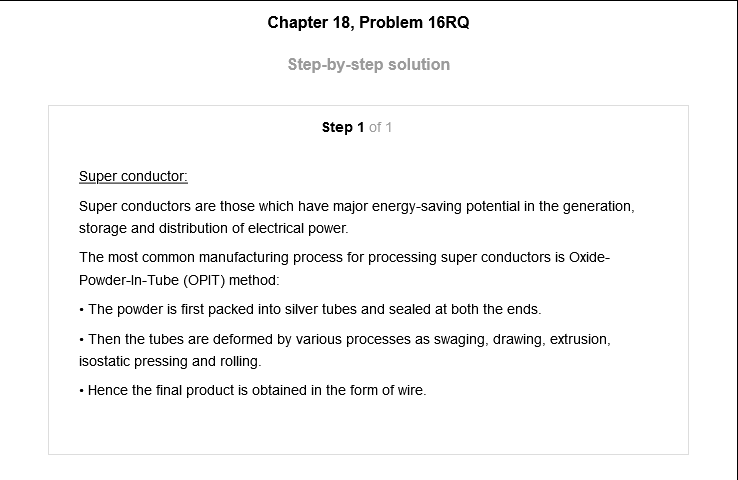 Chapter 18, Problem 16RQ
Step-by-step solution
Step 1 of 1
Super conductor:
Super conductors are those which have major energy-saving potential in the generation,
storage and distribution of electrical power.
The most common manufacturing process for processing super conductors is Oxide-
Powder-In-Tube (OPIT) method:
• The powder is first packed into silver tubes and sealed at both the ends.
• Then the tubes are deformed by various processes as swaging, drawing, extrusion,
isostatic pressing and rolling.
• Hence the final product is obtained in the form of wire.